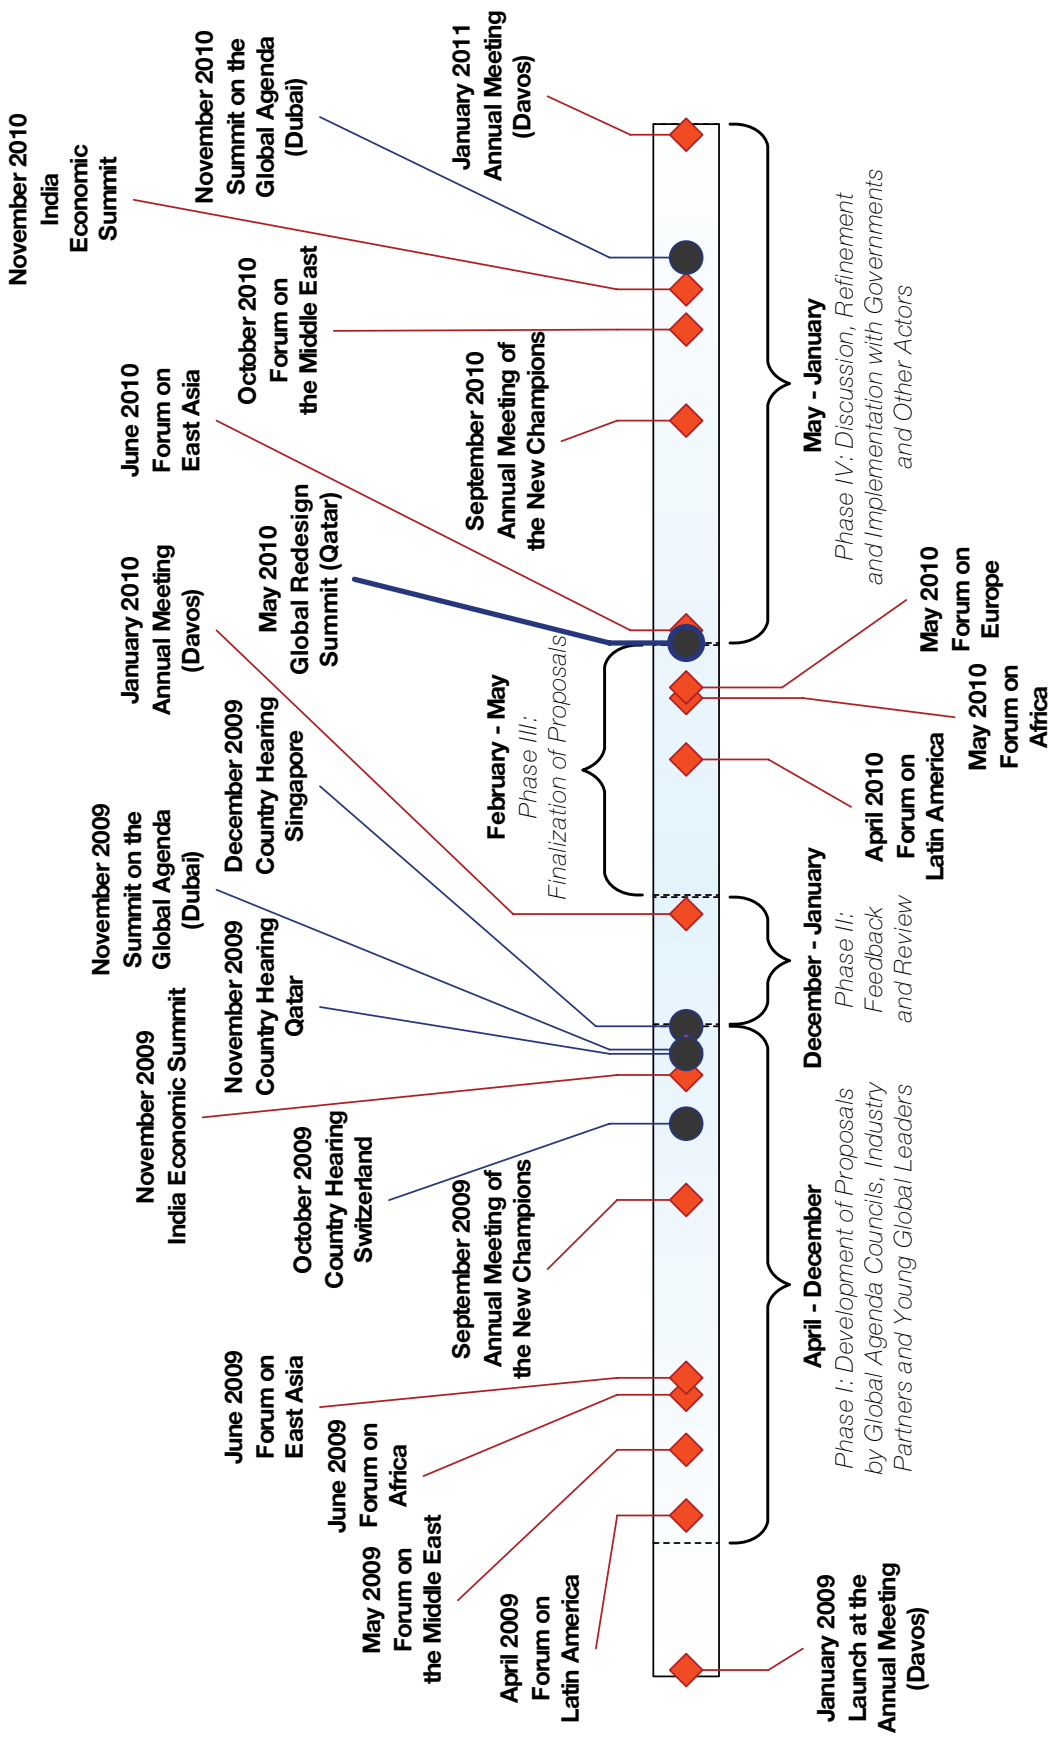 January 2009
Launch at the
Annual Meeting
(Davos)
April 2009
Forum on
Latin America
May 2009
Forum on
the Middle East
June 2009
Forum on
Africa
June 2009
Forum on
East Asia
September 2009
Annual Meeting of
the New Champions
October 2009
Country Hearing
Switzerland
November 2009
India Economic Summit
November 2009
Country Hearing
Qatar
November 2009
Summit on the
Global Agenda
(Dubai)
December 2009
Country Hearing
Singapore
January 2010
Annual Meeting
(Davos)
April 2010
Forum on
Latin America
May 2010
Forum on
Africa
May 2010
Forum on
Europe
May 2010
Global Redesign
Summit (Qatar)
June 2010
Forum on
East Asia
September 2010
Annual Meeting of
the New Champions
October 2010
Forum on
the Middle East
November 2010
India
Economic
Summit
November 2010
Summit on the
Global Agenda
(Dubai)
January 2011
Annual Meeting
(Davos)
April - December
Phase I: Development of Proposals
by Global Agenda Councils, Industry
Partners and Young Global Leaders
December - January
Phase II:
Feedback
and Review
February - May
Phase III:
Finalization of Proposals
May - January
Phase IV: Discussion, Refinement
and Implementation with Governments
and Other Actors